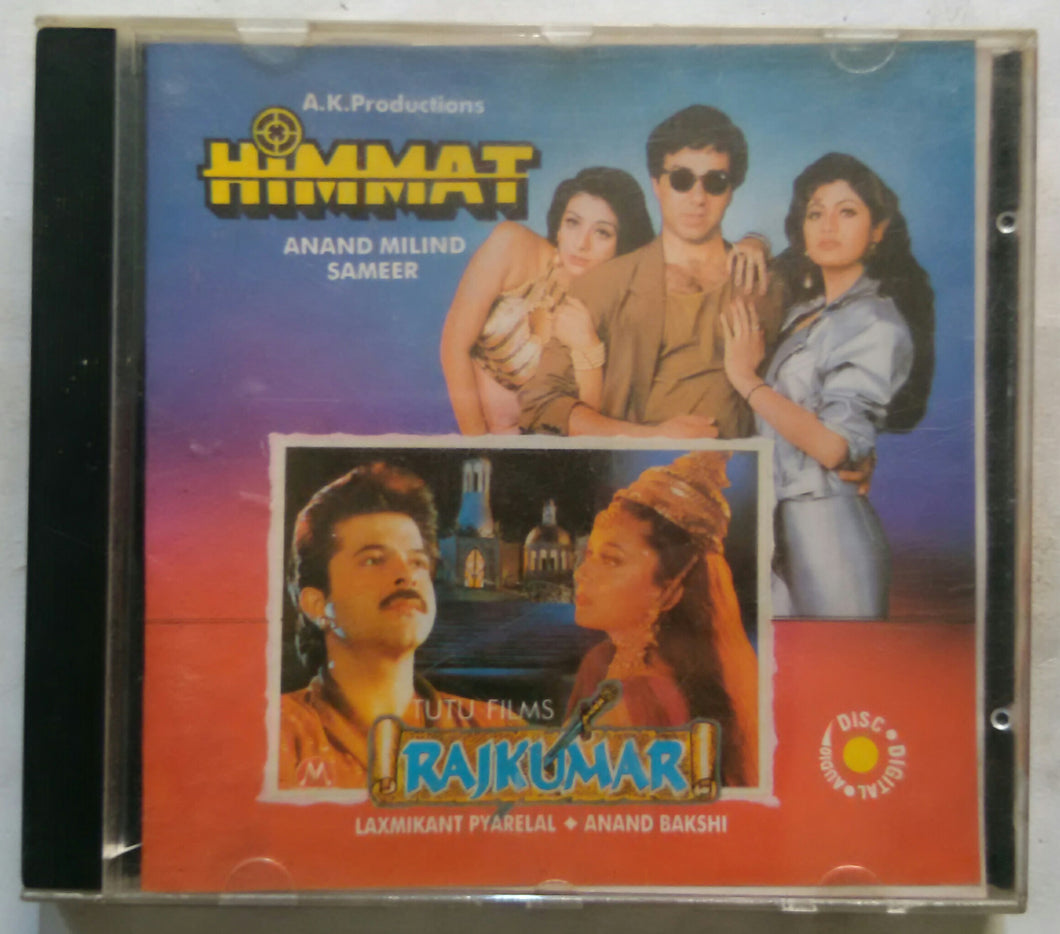 A.K.Productions
HiMMAT
ANAND MILIND
SAMEER
TUTU FILMS
RAJKUMAR
M
LAXMIKANT PYARELAL ✦ ANAND BAKSHI
DISC • DIGITAL • AUDIO